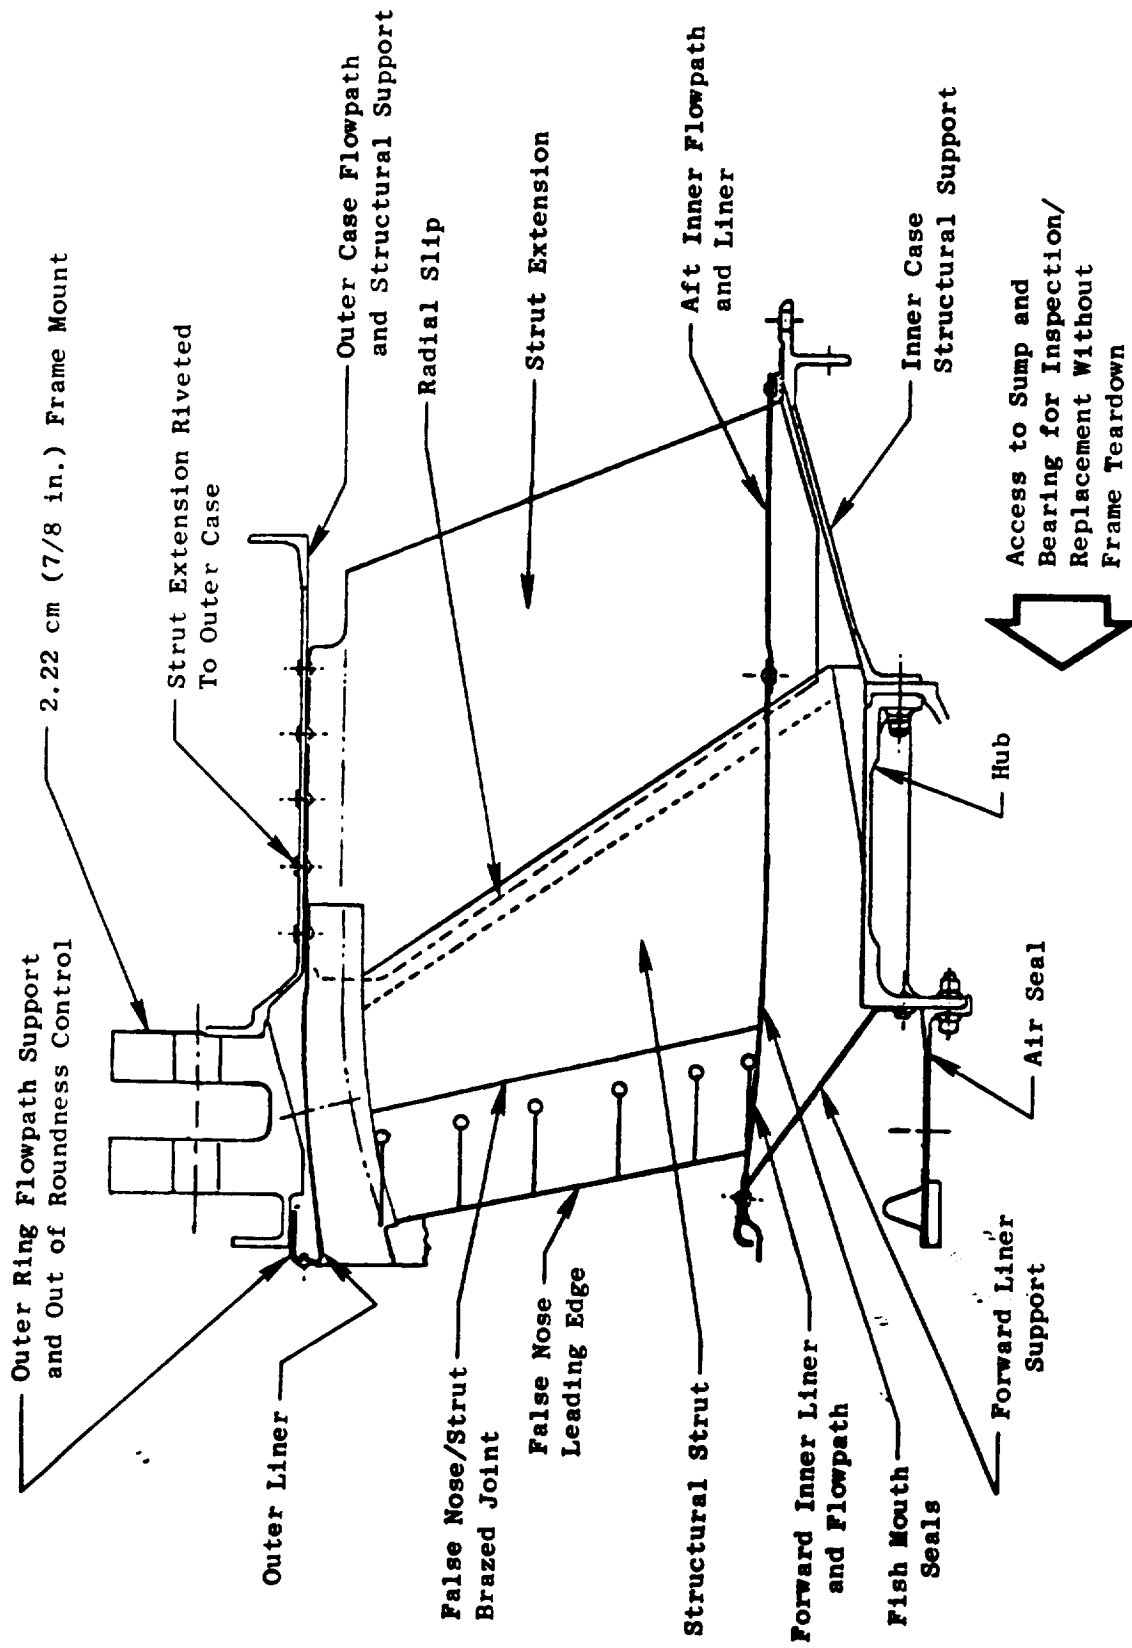 Outer Ring Flowpath Support
and Out of Roundness Control
2.22 cm (7/8 in.) Frame Mount
Strut Extension Riveted
To Outer Case
Outer Case Flowpath
and Structural Support
Radial Slip
Strut Extension
Aft Inner Flowpath
and Liner
Inner Case
Structural Support
Access to Sump and
Bearing for Inspection/
Replacement Without
Frame Teardown
Hub
Air Seal
Forward Liner
Support
Fish Mouth
Seals
Forward Inner Liner
and Flowpath
Structural Strut
False Nose
Leading Edge
False Nose/Strut
Brazed Joint
Outer Liner